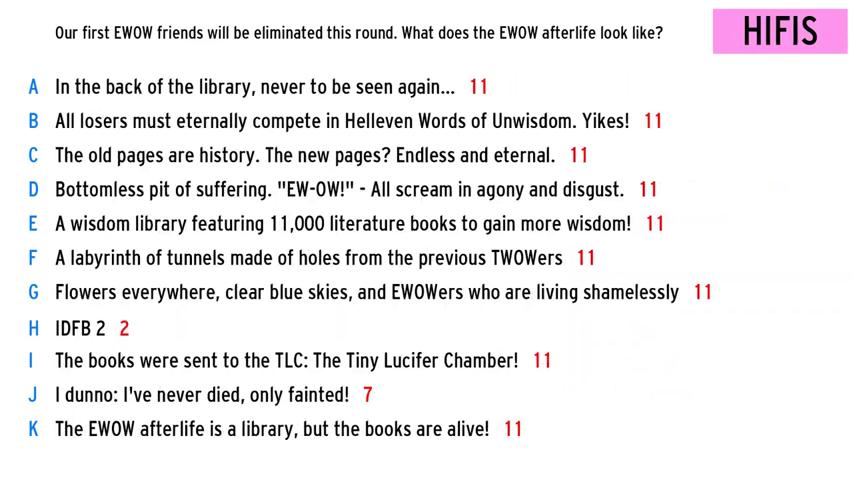 Our first EWOW friends will be eliminated this round. What does the EWOW afterlife look like?
HIFIS
A In the back of the library, never to be seen again... 11
B All losers must eternally compete in Helleven Words of Unwisdom. Yikes! 11
C The old pages are history. The new pages? Endless and eternal. 11
D Bottomless pit of suffering. "EW-OW!" - All scream in agony and disgust. 11
E A wisdom library featuring 11,000 literature books to gain more wisdom! 11
F A labyrinth of tunnels made of holes from the previous TWOWers 11
G Flowers everywhere, clear blue skies, and EWOWers who are living shamelessly 11
H IDFB 2 2
I The books were sent to the TLC: The Tiny Lucifer Chamber! 11
J I dunno: I've never died, only fainted! 7
K The EWOW afterlife is a library, but the books are alive! 11